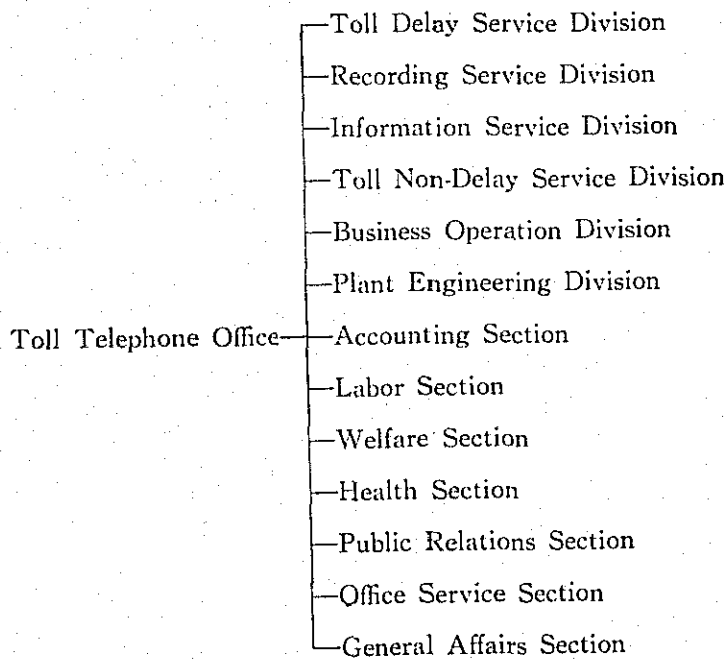 Toll Delay Service Division
Recording Service Division
Information Service Division
Toll Non-Delay Service Division
Business Operation Division
Plant Engineering Division
Toll Telephone Office
Accounting Section
Labor Section
Welfare Section
Health Section
Public Relations Section
Office Service Section
General Affairs Section